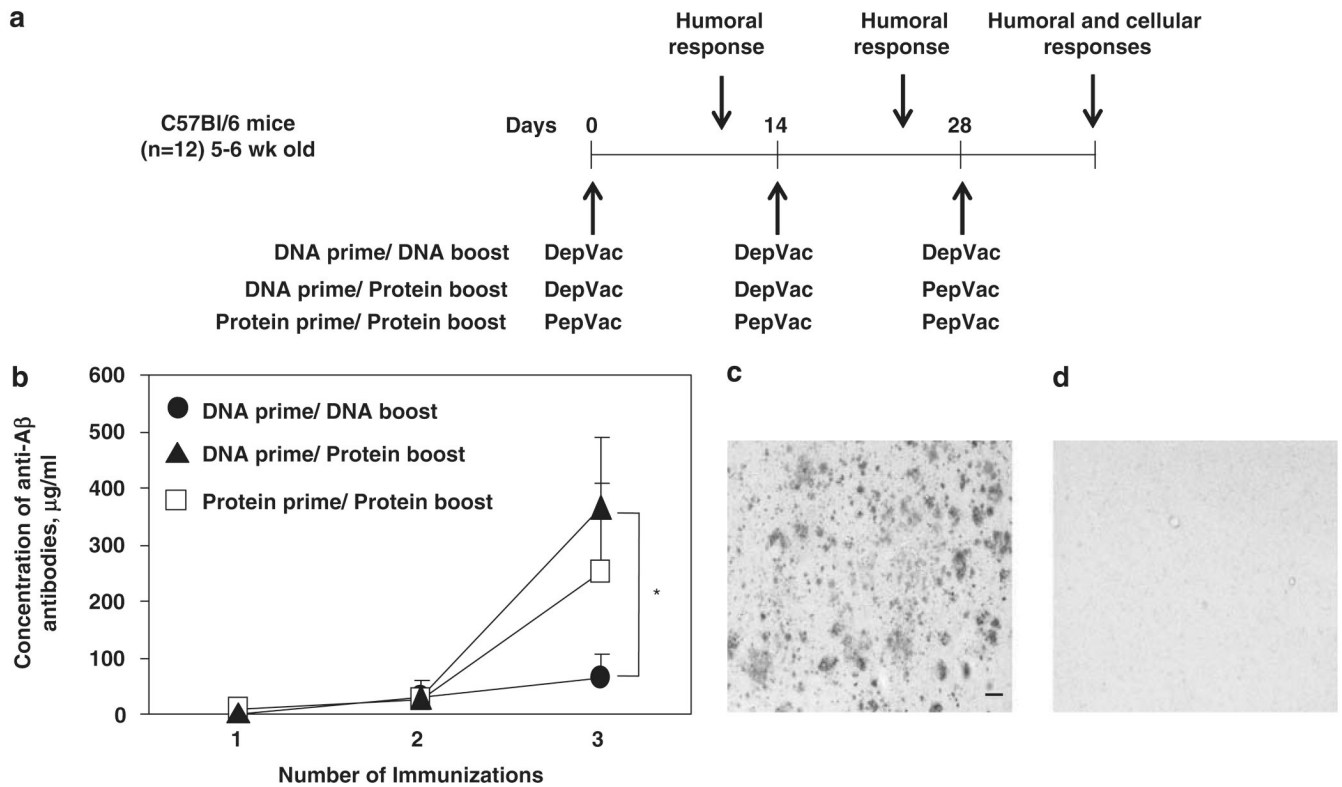 a
Humoral
response
Humoral
response
Humoral and cellular
responses
C57Bl/6 mice
(n=12) 5-6 wk old
Days 0 14 28
DNA prime/ DNA boost DepVac DepVac DepVac
DNA prime/ Protein boost DepVac DepVac PepVac
Protein prime/ Protein boost PepVac PepVac PepVac
b
Concentration of anti-Aβ
antibodies, μg/ml
600
500
400
300
200
100
0
DNA prime/ DNA boost
DNA prime/ Protein boost
Protein prime/ Protein boost
*
1 2 3
Number of Immunizations
c
d